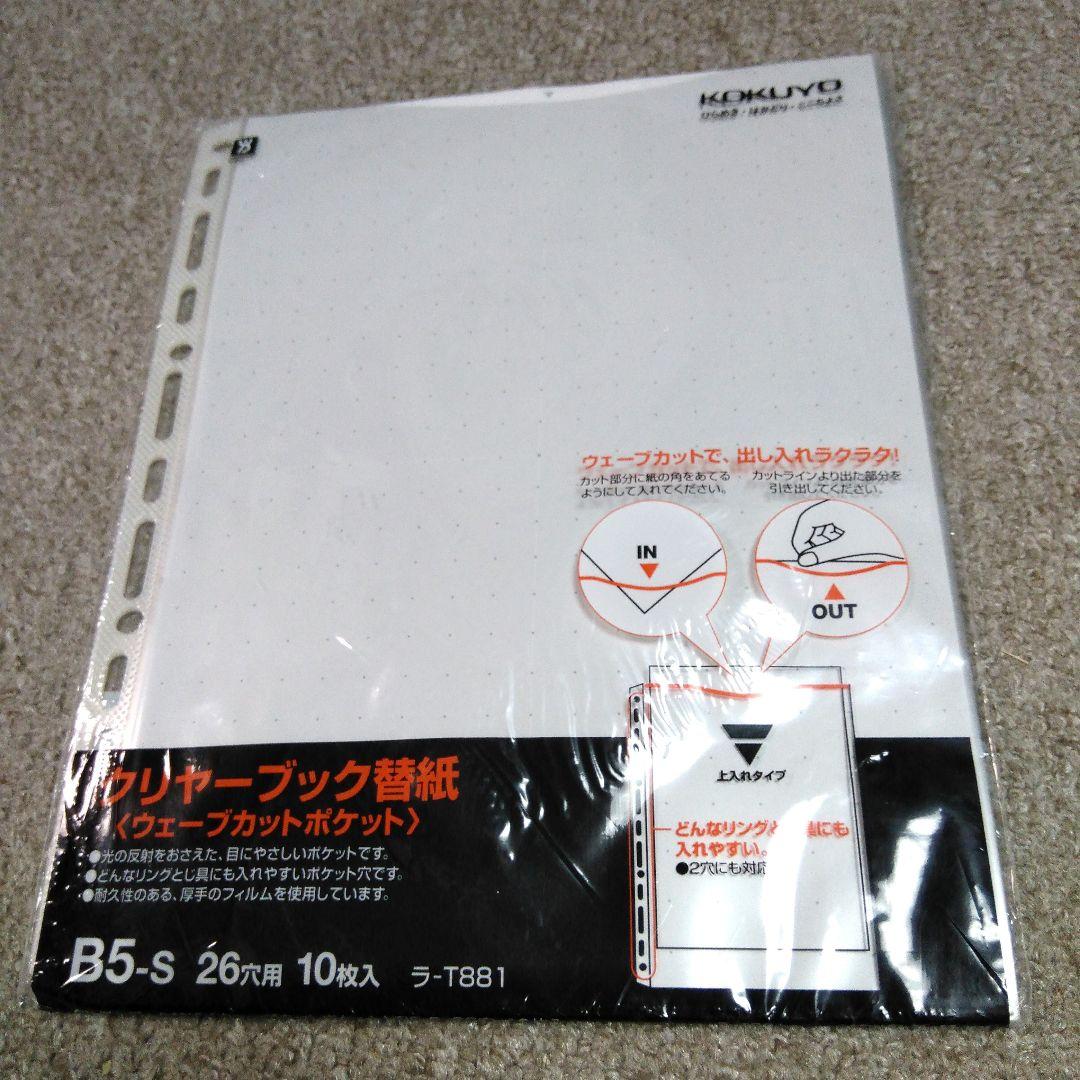 KOKUYO
ひらめき・はかどり・ここちよさ
ウェーブカットで、出し入れラクラク!
カット部分に紙の角をあてる
ようにして入れてください。
カットラインより出た部分を
引き出してください。
IN
OUT
上入れタイプ
どんなリングと
具にも
入れやすい。
●2穴にも対応
クリヤーブック替紙
〈ウェーブカットポケット〉
●光の反射をおさえた、目にやさしいポケットです。
●どんなリングとじ具にも入れやすいポケット穴です。
●耐久性のある、厚手のフィルムを使用しています。
B5-S 26穴用 10枚入 ラ-T881